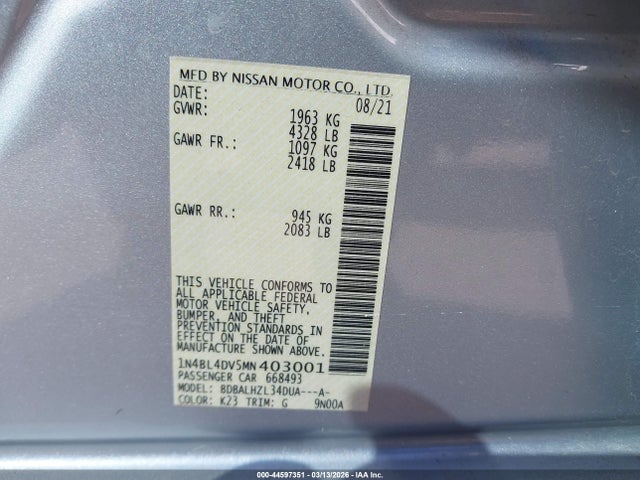 MFD BY NISSAN MOTOR CO., LTD.
DATE: 08/21
GVWR: 1963 KG
4328 LB
GAWR FR.: 1097 KG
2418 LB
GAWR RR.: 945 KG
2083 LB
THIS VEHICLE CONFORMS TO
ALL APPLICABLE FEDERAL
MOTOR VEHICLE SAFETY,
BUMPER, AND THEFT
PREVENTION STANDARDS IN
EFFECT ON THE DATE OF
MANUFACTURE SHOWN ABOVE.
1N4BL4DV5MN403001
PASSENGER CAR 668493
MODEL: BDBALHZL34DUA---A-
COLOR: K23 TRIM: G 9N00A
000-44597351 | 03/13/2026 | IAA Inc.